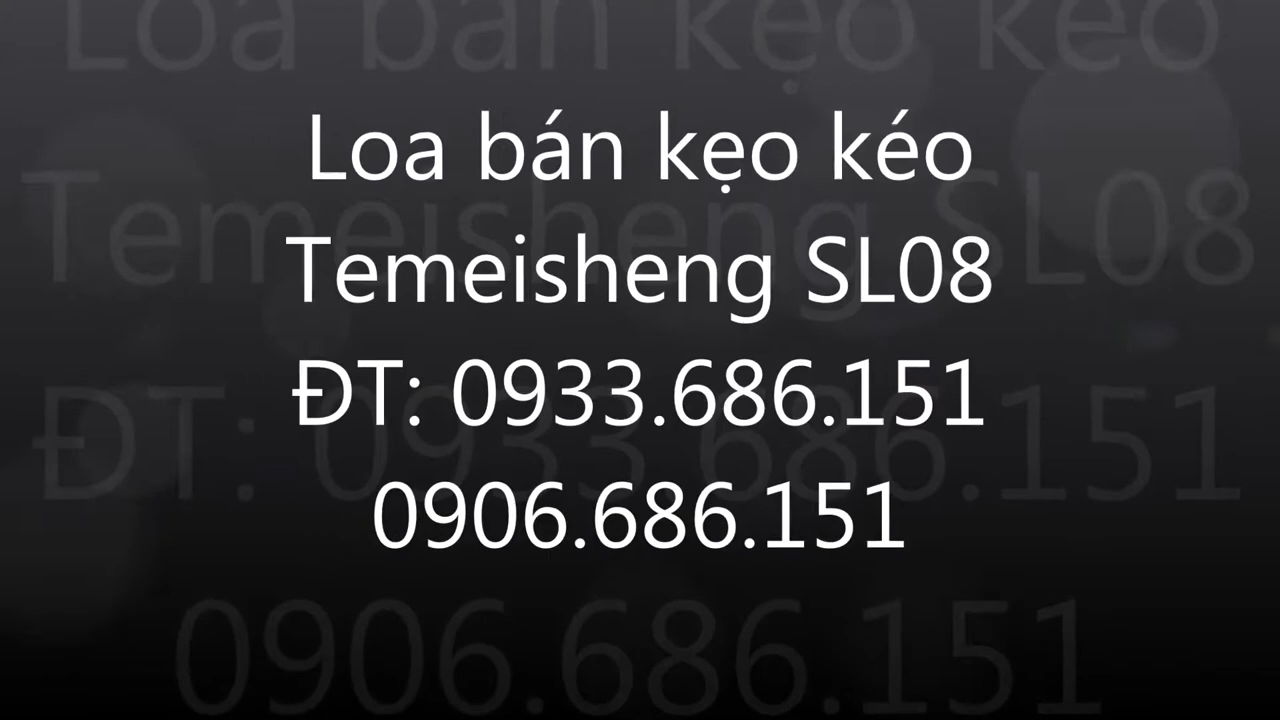 Loa bán kẹo kéo
Temeisheng SL08
ĐT: 0933.686.151
0906.686.151